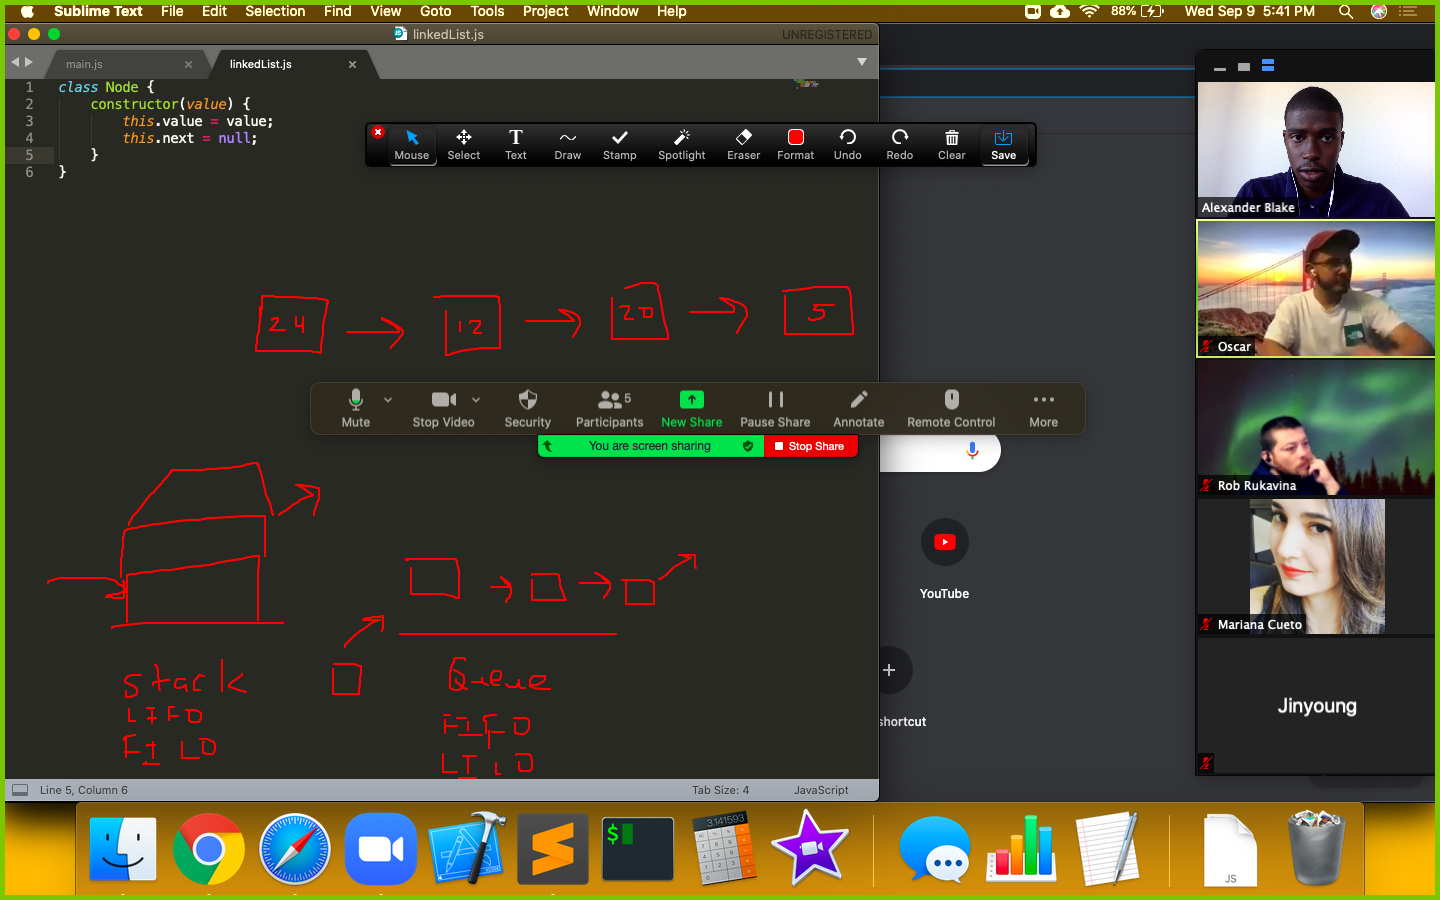 Sublime Text File Edit Selection Find View Goto Tools Project Window Help 88% Wed Sep 9 5:41 PM
linkedList.js UNREGISTERED
main.js linkedList.js
1 class Node {
2 constructor(value) {
3 this.value = value;
4 this.next = null;
5 }
6 }
Mouse Select Text Draw Stamp Spotlight Eraser Format Undo Redo Clear Save
Alexander Blake
24 12 20 5
Oscar
5
Mute Stop Video Security Participants New Share Pause Share Annotate Remote Control More
You are screen sharing Stop Share
Rob Rukavina
YouTube
Mariana Cueto
Stack Queue
LIFO FIFO
FILO
Jinyoung
shortcut
Line 5, Column 6 Tab Size: 4 JavaScript
$
3.141593
JS